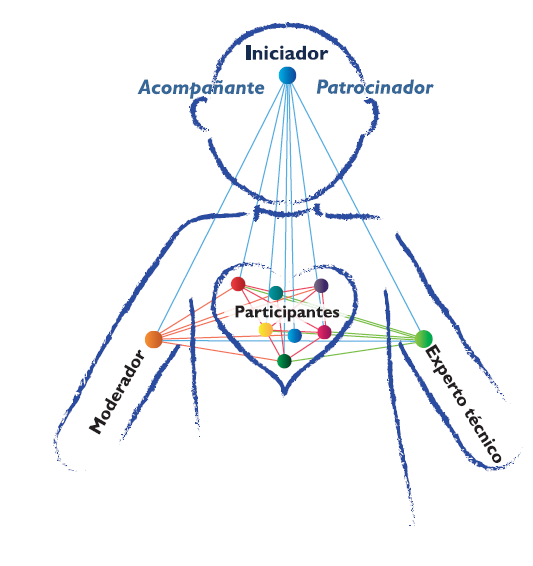 Iniciador
Acompañante
Patrocinador
Participantes
Moderador
Experto técnico